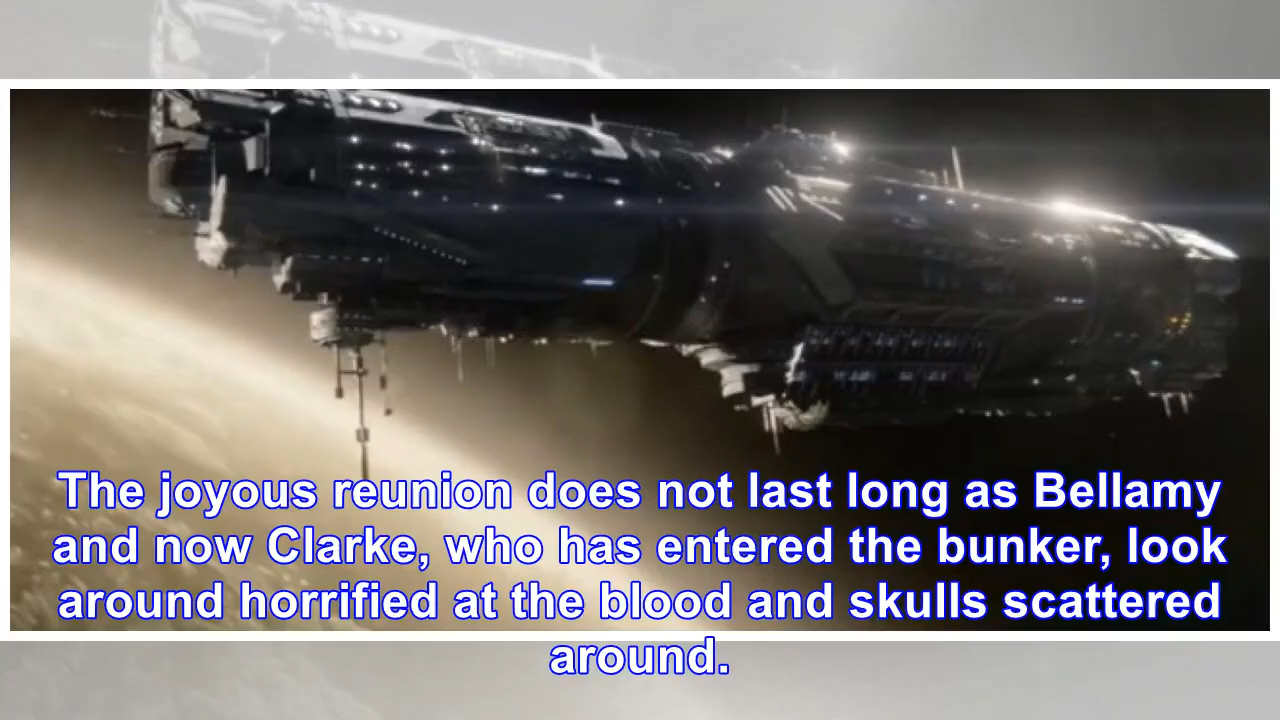 The joyous reunion does not last long as Bellamy
and now Clarke, who has entered the bunker, look
around horrified at the blood and skulls scattered
around.